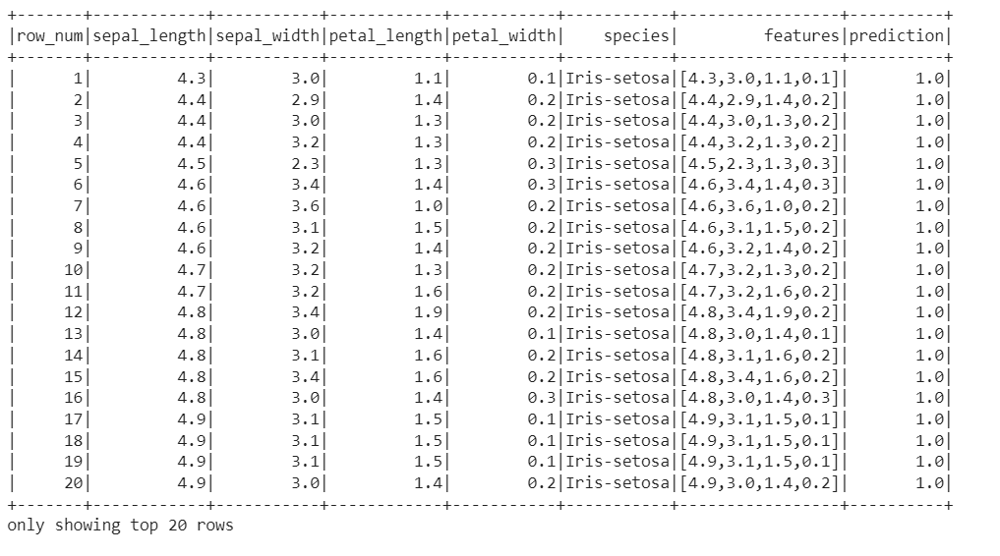 +-------+------------+-----------+------------+-----------+-----------+-----------------+----------+
|row_num|sepal_length|sepal_width|petal_length|petal_width|    species|         features|prediction|
+-------+------------+-----------+------------+-----------+-----------+-----------------+----------+
|      1|         4.3|        3.0|         1.1|        0.1|Iris-setosa|[4.3,3.0,1.1,0.1]|       1.0|
|      2|         4.4|        2.9|         1.4|        0.2|Iris-setosa|[4.4,2.9,1.4,0.2]|       1.0|
|      3|         4.4|        3.0|         1.3|        0.2|Iris-setosa|[4.4,3.0,1.3,0.2]|       1.0|
|      4|         4.4|        3.2|         1.3|        0.2|Iris-setosa|[4.4,3.2,1.3,0.2]|       1.0|
|      5|         4.5|        2.3|         1.3|        0.3|Iris-setosa|[4.5,2.3,1.3,0.3]|       1.0|
|      6|         4.6|        3.4|         1.4|        0.3|Iris-setosa|[4.6,3.4,1.4,0.3]|       1.0|
|      7|         4.6|        3.6|         1.0|        0.2|Iris-setosa|[4.6,3.6,1.0,0.2]|       1.0|
|      8|         4.6|        3.1|         1.5|        0.2|Iris-setosa|[4.6,3.1,1.5,0.2]|       1.0|
|      9|         4.6|        3.2|         1.4|        0.2|Iris-setosa|[4.6,3.2,1.4,0.2]|       1.0|
|     10|         4.7|        3.2|         1.3|        0.2|Iris-setosa|[4.7,3.2,1.3,0.2]|       1.0|
|     11|         4.7|        3.2|         1.6|        0.2|Iris-setosa|[4.7,3.2,1.6,0.2]|       1.0|
|     12|         4.8|        3.4|         1.9|        0.2|Iris-setosa|[4.8,3.4,1.9,0.2]|       1.0|
|     13|         4.8|        3.0|         1.4|        0.1|Iris-setosa|[4.8,3.0,1.4,0.1]|       1.0|
|     14|         4.8|        3.1|         1.6|        0.2|Iris-setosa|[4.8,3.1,1.6,0.2]|       1.0|
|     15|         4.8|        3.4|         1.6|        0.2|Iris-setosa|[4.8,3.4,1.6,0.2]|       1.0|
|     16|         4.8|        3.0|         1.4|        0.3|Iris-setosa|[4.8,3.0,1.4,0.3]|       1.0|
|     17|         4.9|        3.1|         1.5|        0.1|Iris-setosa|[4.9,3.1,1.5,0.1]|       1.0|
|     18|         4.9|        3.1|         1.5|        0.1|Iris-setosa|[4.9,3.1,1.5,0.1]|       1.0|
|     19|         4.9|        3.1|         1.5|        0.1|Iris-setosa|[4.9,3.1,1.5,0.1]|       1.0|
|     20|         4.9|        3.0|         1.4|        0.2|Iris-setosa|[4.9,3.0,1.4,0.2]|       1.0|
+-------+------------+-----------+------------+-----------+-----------+-----------------+----------+
only showing top 20 rows